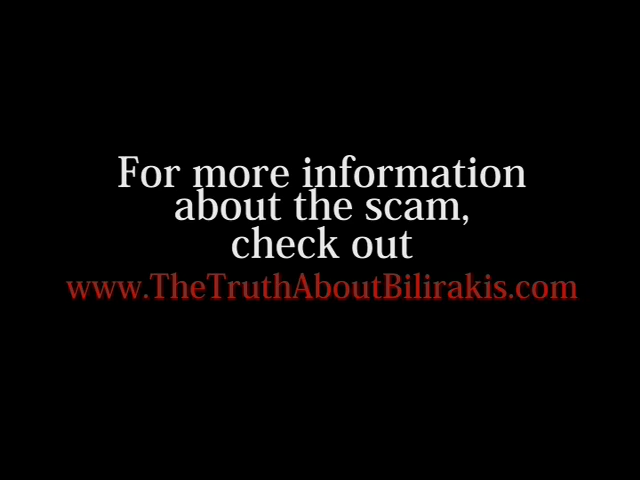 For more information
about the scam,
check out
www.TheTruthAboutBilirakis.com